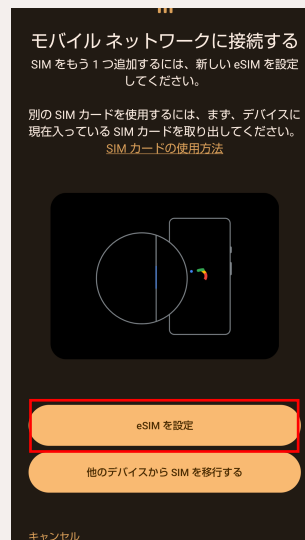 モバイル ネットワークに接続する
SIM をもう 1 つ追加するには、新しい eSIM を設定
してください。
別の SIM カードを使用するには、まず、デバイスに
現在入っている SIM カードを取り出してください。
SIM カードの使用方法
eSIM を設定
他のデバイスから SIM を移行する
キャンセル